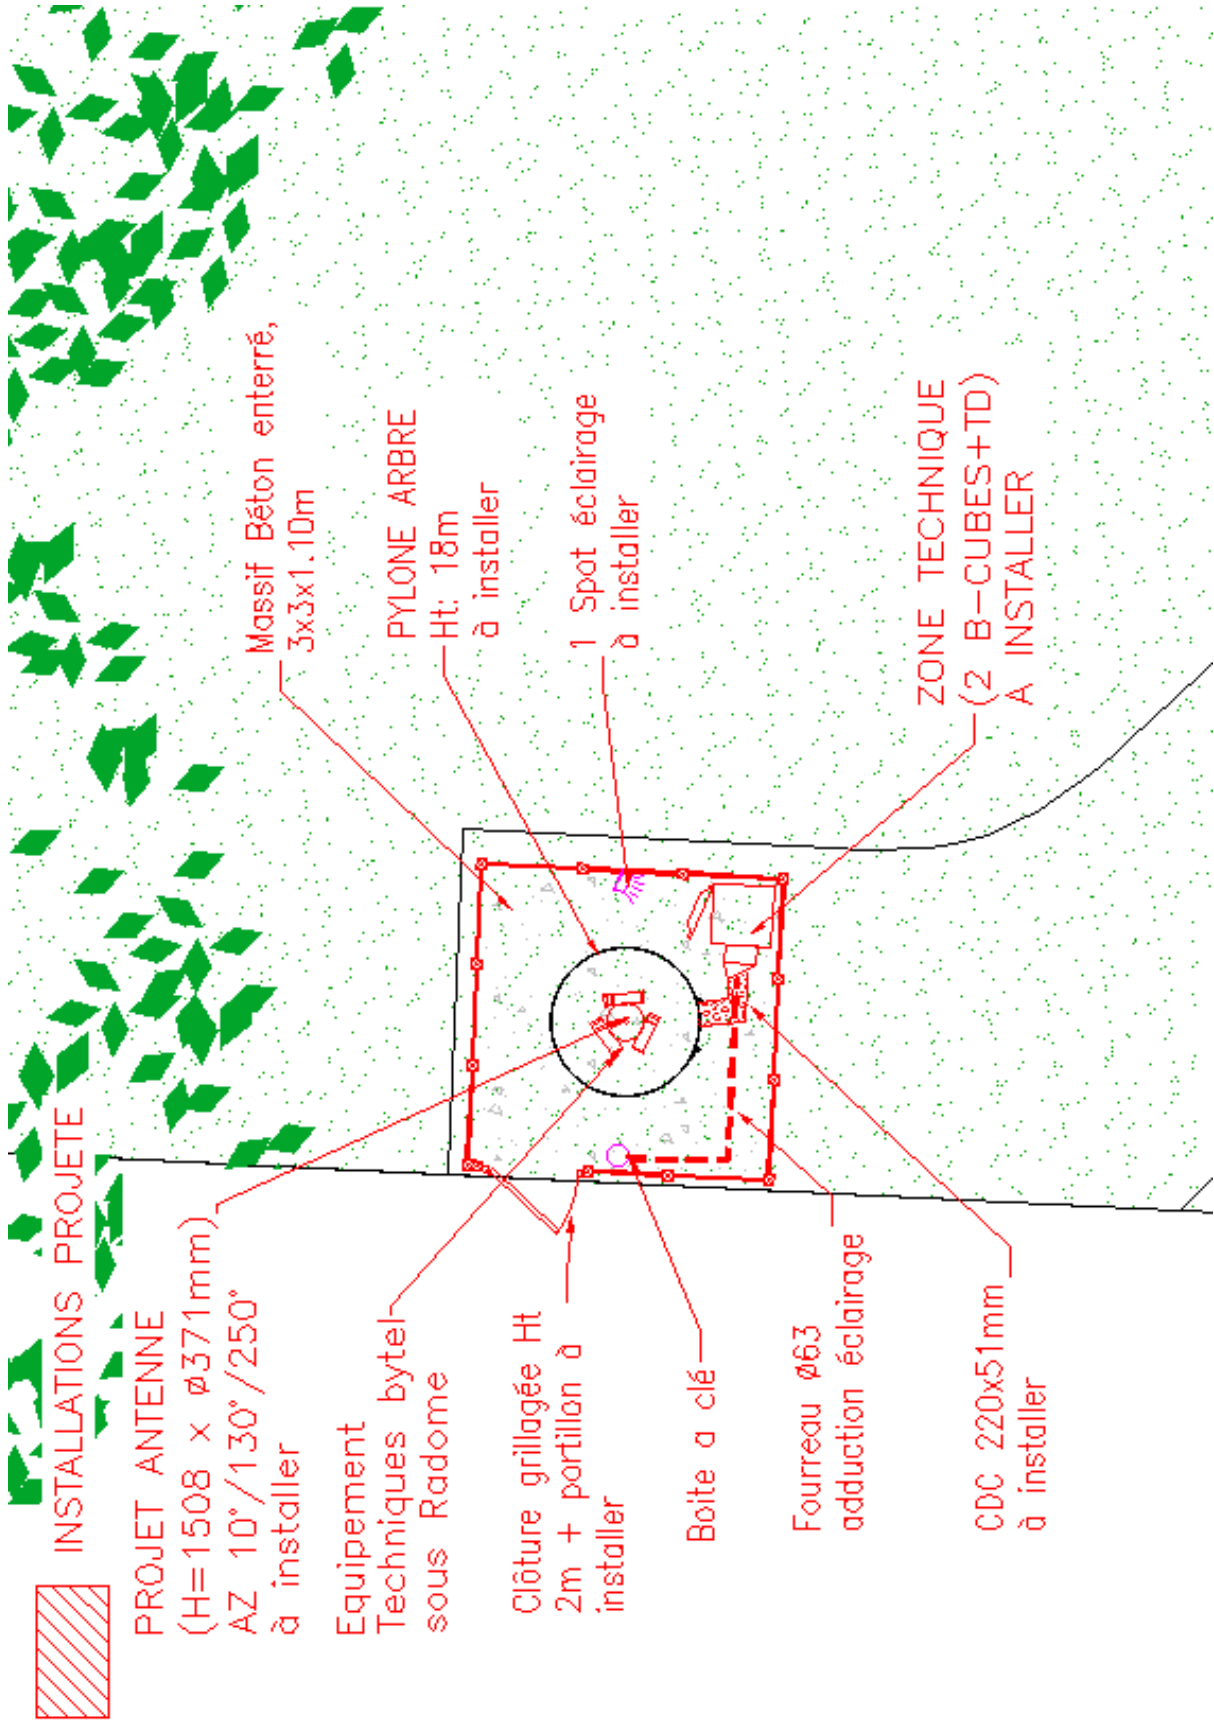 INSTALLATIONS PROJETE
PROJET ANTENNE
(H=1508 x ø371mm)
AZ 10°/130°/250°
à installer
Equipement
Techniques bytel
sous Radome
Clôture grillagée Ht
2m + portillon à
installer
Boite a clé
Fourreau ø63
adduction éclairage
CDC 220x51mm
à installer
Massif Béton enterré,
3x3x1.10m
PYLONE ARBRE
Ht: 18m
à installer
1 Spot éclairage
à installer
ZONE TECHNIQUE
(2 B-CUBES+TD)
A INSTALLER